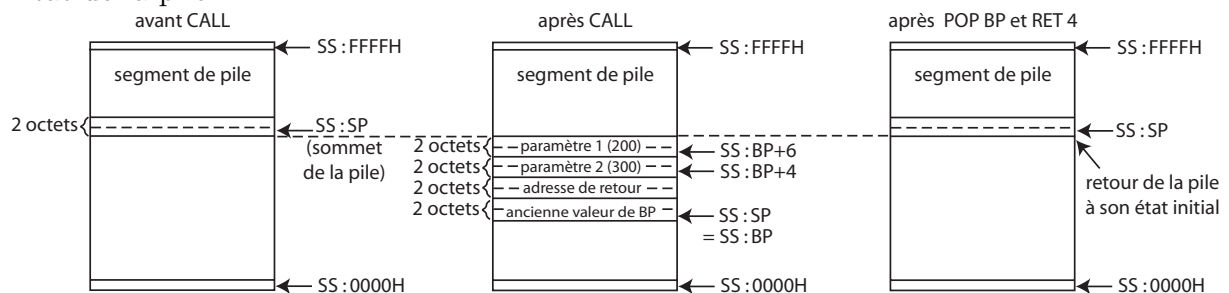 avant CALL
SS:FFFFH
segment de pile
2 octets
SS:SP
(sommet
de la pile)
SS:0000H
après CALL
SS:FFFFH
segment de pile
2 octets
paramètre 1 (200)
SS:BP+6
2 octets
paramètre 2 (300)
SS:BP+4
2 octets
adresse de retour
2 octets
ancienne valeur de BP
SS:SP
= SS:BP
SS:0000H
après POP BP et RET 4
SS:FFFFH
segment de pile
SS:SP
retour de la pile
à son état initial
SS:0000H